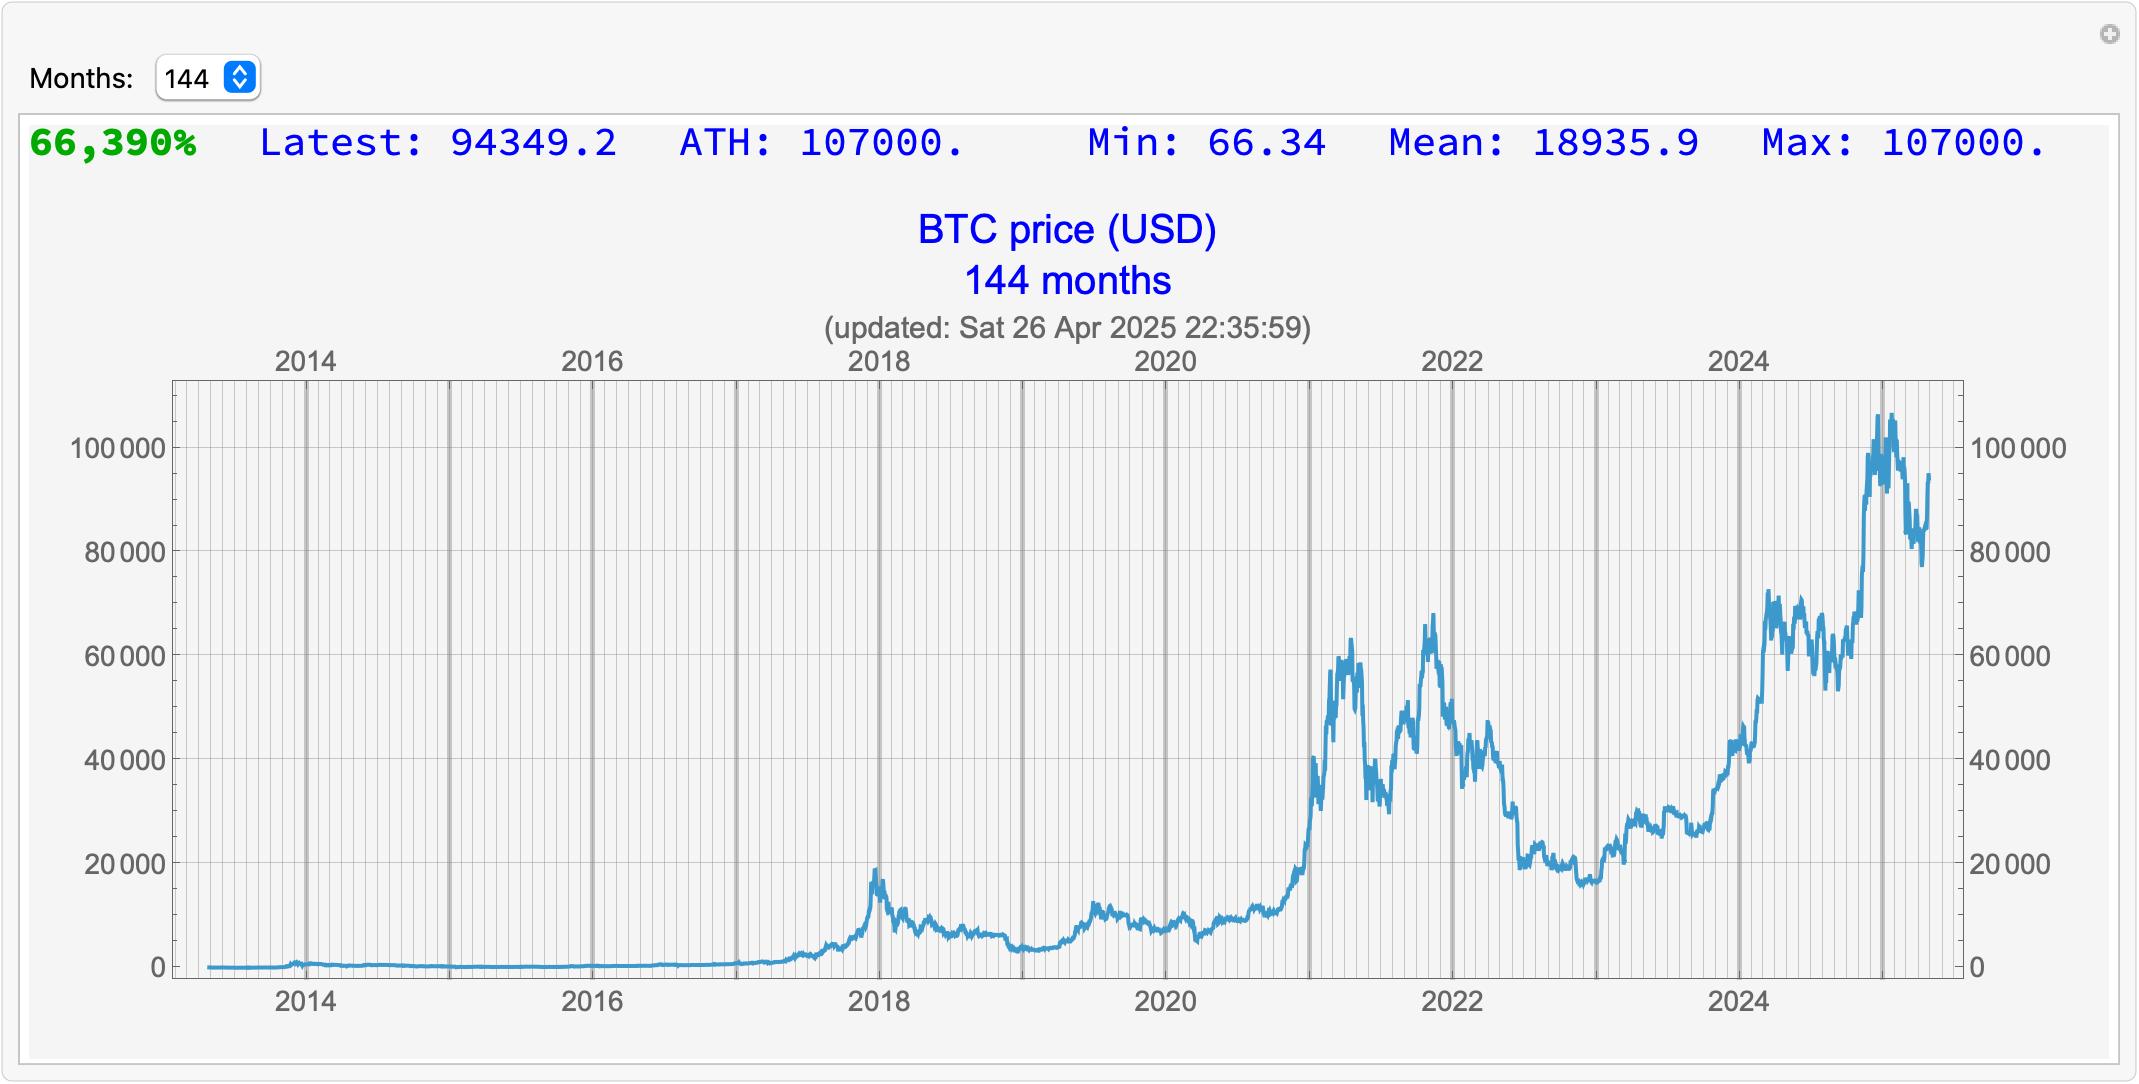 Months: 144
66,390% Latest: 94349.2 ATH: 107000. Min: 66.34 Mean: 18935.9 Max: 107000.
BTC price (USD)
144 months
(updated: Sat 26 Apr 2025 22:35:59)
2014 2016 2018 2020 2022 2024
100 000 100 000
80 000 80 000
60 000 60 000
40 000 40 000
20 000 20 000
0 0
2014 2016 2018 2020 2022 2024